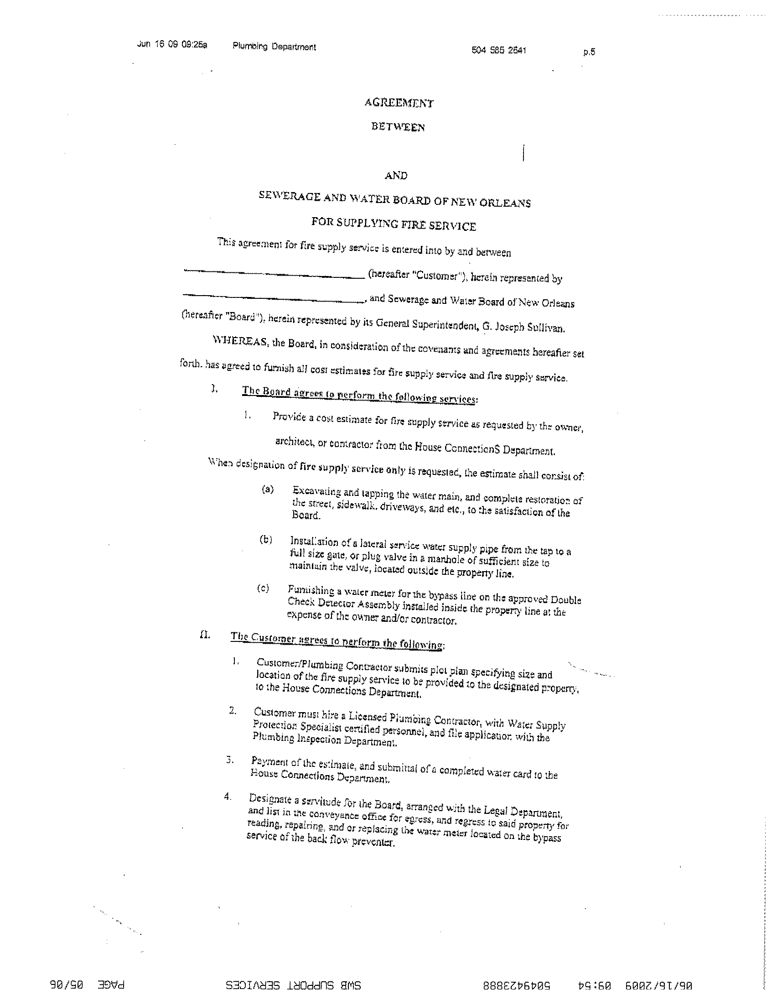 Jun 16 09 09:25a Plumbing Department 504 585 2541 p.5
AGREEMENT
BETWEEN
AND
SEWERAGE AND WATER BOARD OF NEW ORLEANS
FOR SUPPLYING FIRE SERVICE
This agreement for fire supply service is entered into by and between
(hereafter "Customer"), herein represented by
, and Sewerage and Water Board of New Orleans
(hereafter "Board"), herein represented by its General Superintendent, G. Joseph Sullivan.
WHEREAS, the Board, in consideration of the covenants and agreements hereafter set
forth, has agreed to furnish all cost estimates for fire supply service and fire supply service.
I. The Board agrees to perform the following services:
1. Provide a cost estimate for fire supply service as requested by the owner,
architect, or contractor from the House ConnectionS Department.
When designation of fire supply service only is requested, the estimate shall consist of:
(a) Excavating and tapping the water main, and complete restoration of
the street, sidewalk, driveways, and etc., to the satisfaction of the
Board.
(b) Installation of a lateral service water supply pipe from the tap to a
full size gate, or plug valve in a manhole of sufficient size to
maintain the valve, located outside the property line.
(c) Furnishing a water meter for the bypass line on the approved Double
Check Detector Assembly installed inside the property line at the
expense of the owner and/or contractor.
II. The Customer agrees to perform the following:
1. Customer/Plumbing Contractor submits plot plan specifying size and
location of the fire supply service to be provided to the designated property,
to the House Connections Department.
2. Customer must hire a Licensed Plumbing Contractor, with Water Supply
Protection Specialist certified personnel, and file application with the
Plumbing Inspection Department.
3. Payment of the estimate, and submittal of a completed water card to the
House Connections Department.
4. Designate a servitude for the Board, arranged with the Legal Department,
and list in the conveyance office for egress, and regress to said property for
reading, repairing, and or replacing the water meter located on the bypass
service of the back flow preventer.
06/16/2009 09:54 5049423888 SWB SUPPORT SERVICES PAGE 05/06